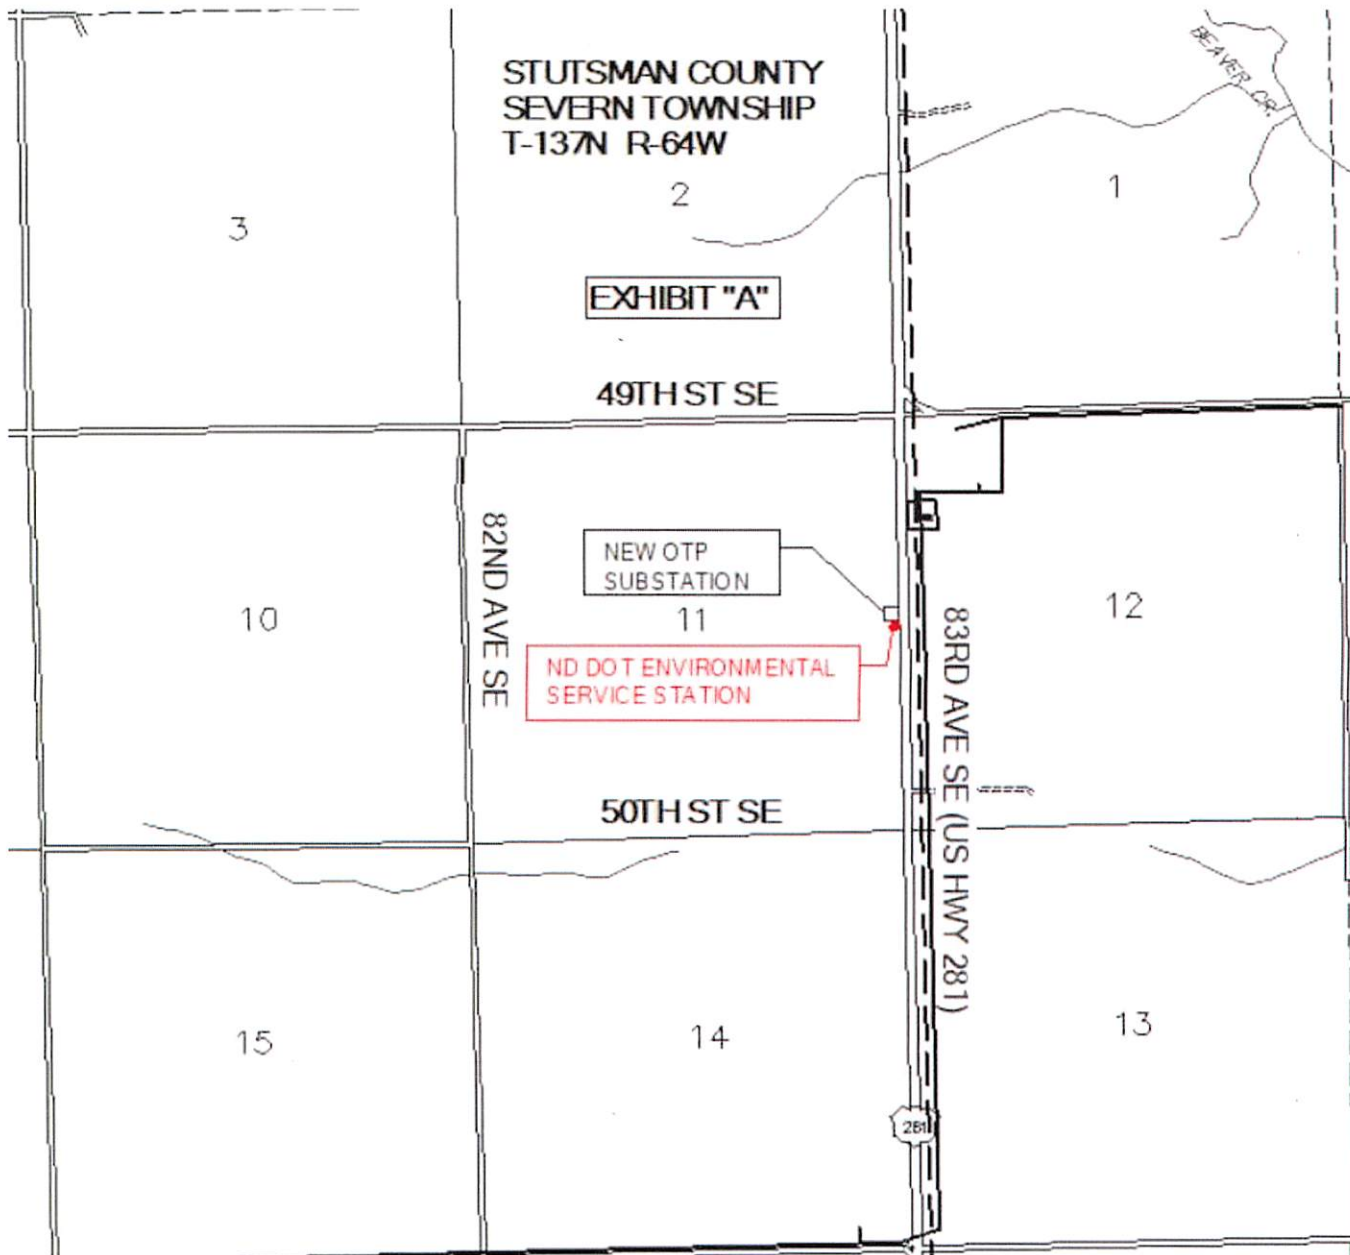 STUTSMAN COUNTY
SEVERN TOWNSHIP
T-137N R-64W
BEAVER CR.
3
2
1
EXHIBIT "A"
49TH ST SE
82ND AVE SE
NEW OTP
SUBSTATION
10
11
12
ND DOT ENVIRONMENTAL
SERVICE STATION
83RD AVE SE (US HWY 281)
50TH ST SE
15
14
13
281